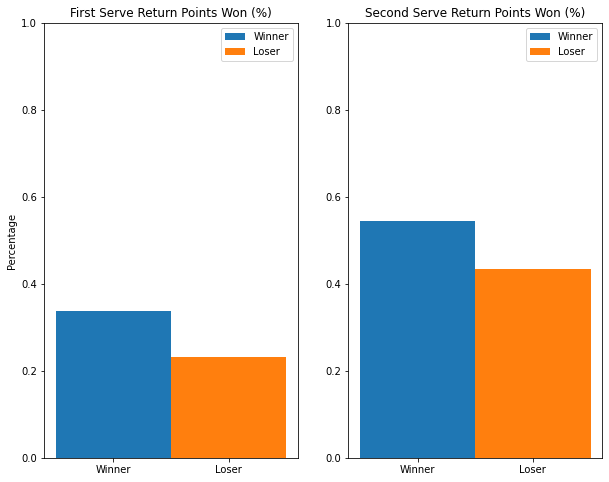 First Serve Return Points Won (%)
Percentage
1.0
0.8
0.6
0.4
0.2
0.0
Winner
Loser
Winner
Loser
Second Serve Return Points Won (%)
1.0
0.8
0.6
0.4
0.2
0.0
Winner
Loser
Winner
Loser